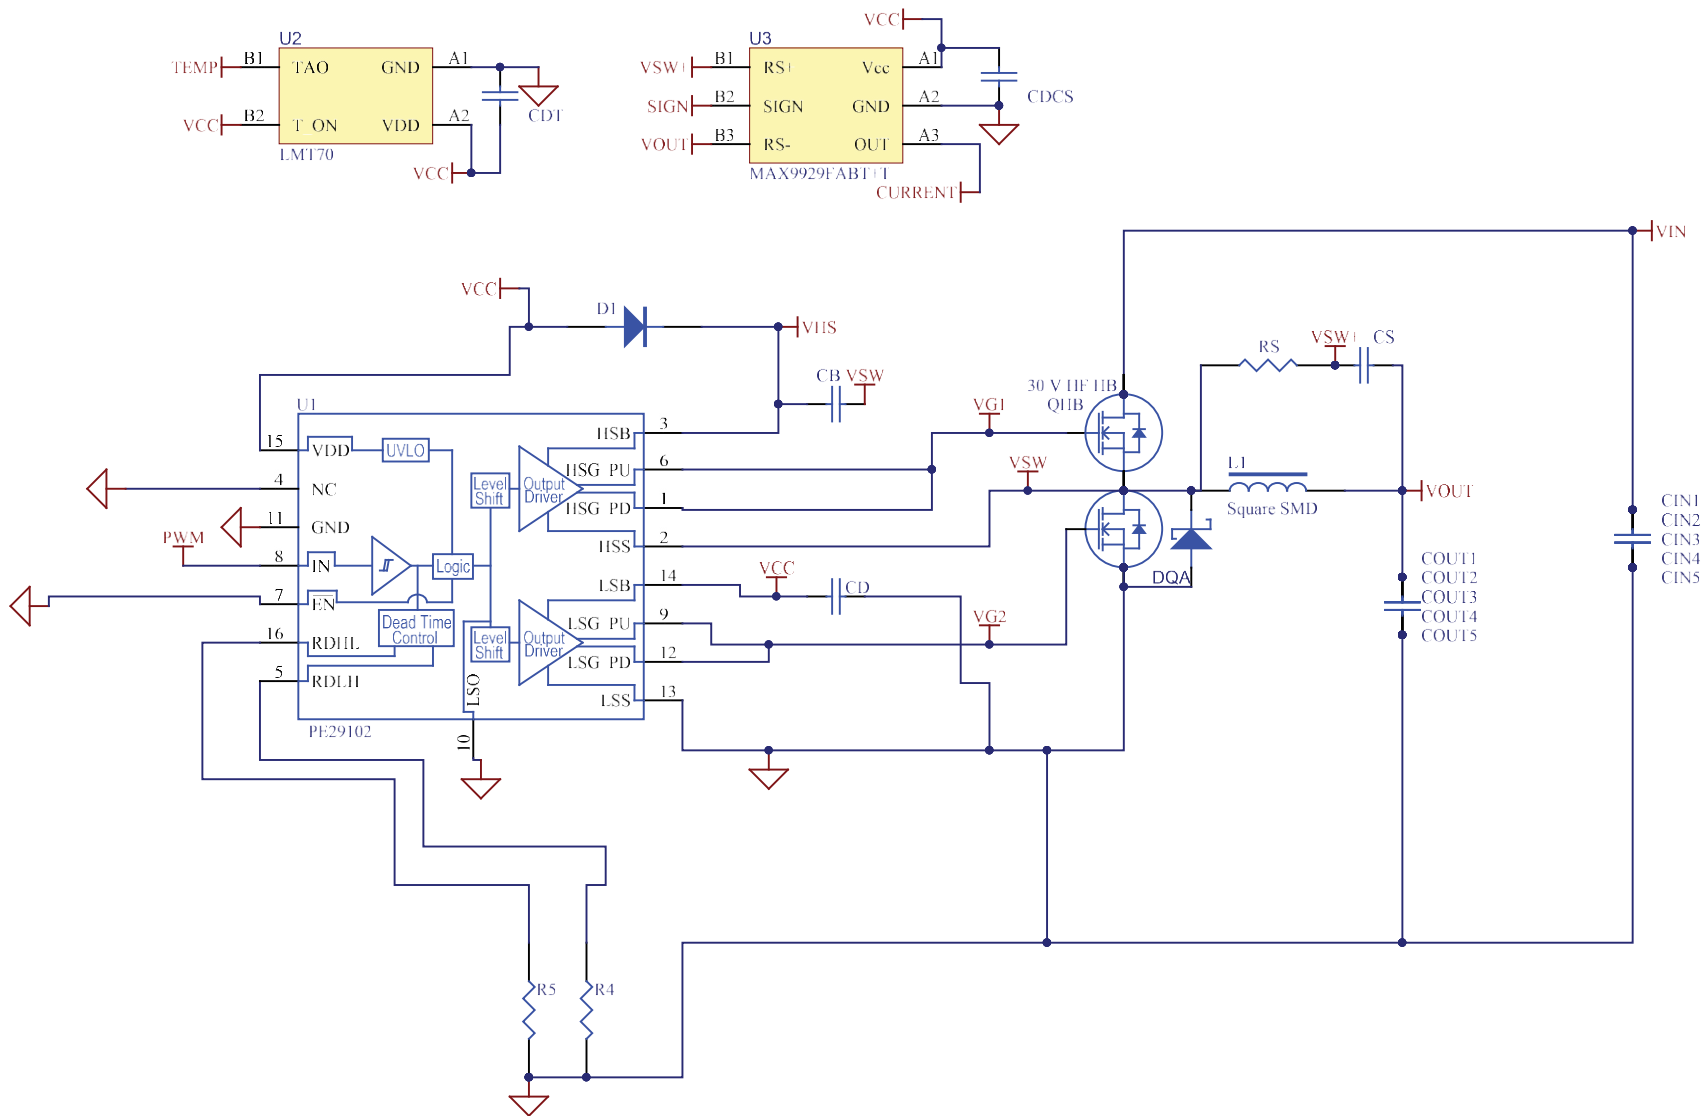 U2
TEMP B1 TAO GND A1
VCC B2 T_ON VDD A2
LMT70
CDT
VCC
VCC
U3
VSW+ B1 RS+ Vcc A1
SIGN B2 SIGN GND A2
VOUT B3 RS- OUT A3
MAX9929FABT+T
CDCS
CURRENT
VIN
VCC
D1
VHS
CB VSW
RS
VSW+ CS
30 V HF HB
QHB
VG1
VSW
L1
Square SMD
VOUT
DQA
CIN1
CIN2
CIN3
CIN4
CIN5
COUT1
COUT2
COUT3
COUT4
COUT5
U1
15 VDD
UVLO
4 NC
11 GND
PWM
8 IN
7 EN
16 RDHL
5 RDLH
Logic
Dead Time
Control
Level
Shift
Output
Driver
Level
Shift
Output
Driver
LSO
10
HSB 3
HSG_PU 6
HSG_PD 1
HSS 2
LSB 14
LSG_PU 9
LSG_PD 12
LSS 13
VCC
CD
VG2
PE29102
R5
R4